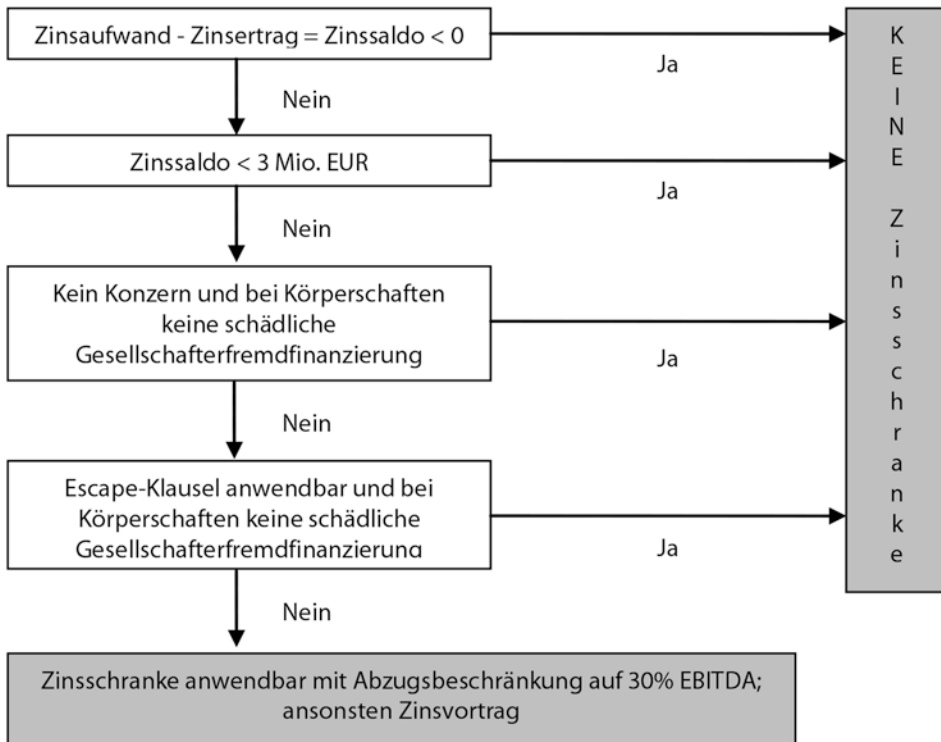 Zinsaufwand - Zinsertrag = Zinssaldo < 0
Ja
Nein
Zinssaldo < 3 Mio. EUR
Ja
Nein
Kein Konzern und bei Körperschaften
keine schädliche
Gesellschafterfremdfinanzierung
Ja
Nein
Escape-Klausel anwendbar und bei
Körperschaften keine schädliche
Gesellschafterfremdfinanzierung
Ja
Nein
Zinsschranke anwendbar mit Abzugsbeschränkung auf 30% EBITDA;
ansonsten Zinsvortrag
K
E
I
N
E
Z
i
n
s
s
c
h
r
a
n
k
e